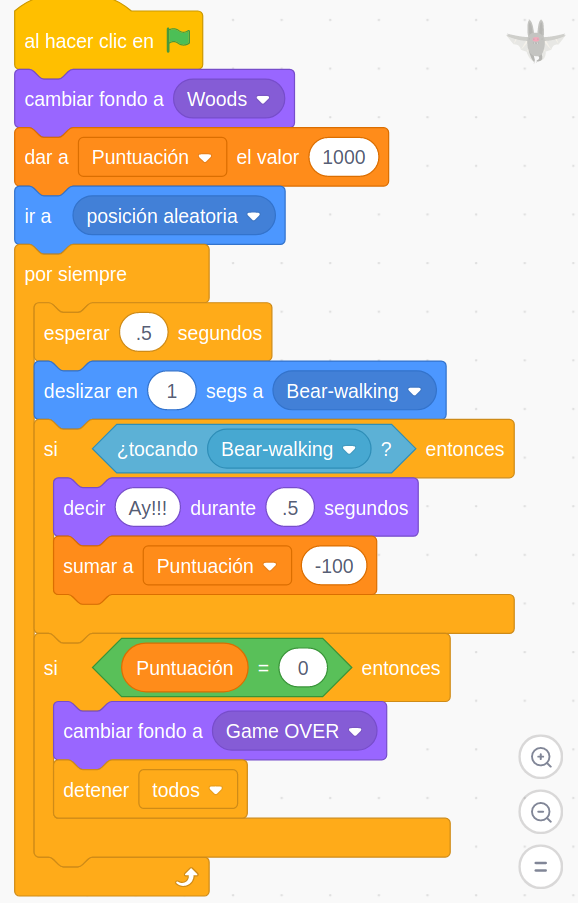 al hacer clic en
cambiar fondo a Woods
dar a Puntuación el valor 1000
ir a posición aleatoria
por siempre
esperar .5 segundos
deslizar en 1 segs a Bear-walking
si ¿tocando Bear-walking ? entonces
decir Ay!!! durante .5 segundos
sumar a Puntuación -100
si Puntuación = 0 entonces
cambiar fondo a Game OVER
detener todos